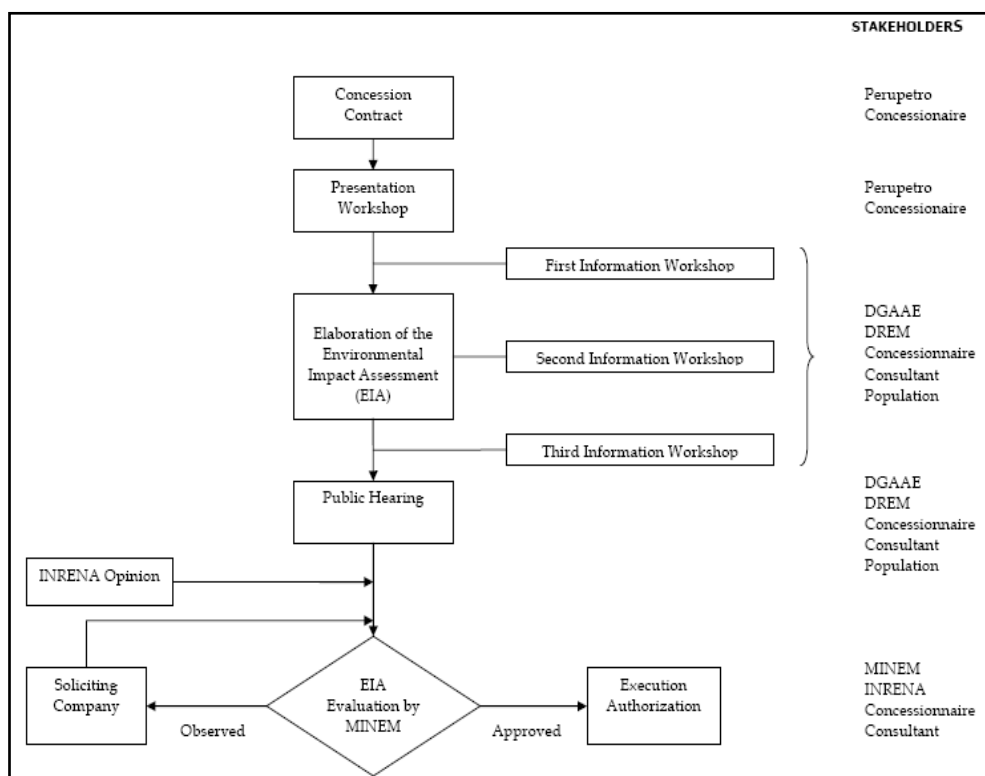 STAKEHOLDERS
Concession
Contract
Perupetro
Concessionaire
Presentation
Workshop
Perupetro
Concessionaire
First Information Workshop
Elaboration of the
Environmental
Impact Assessment
(EIA)
Second Information Workshop
DGAAE
DREM
Concessionnaire
Consultant
Population
Third Information Workshop
Public Hearing
DGAAE
DREM
Concessionnaire
Consultant
Population
INRENA Opinion
Soliciting
Company
Observed
EIA
Evaluation by
MINEM
Approved
Execution
Authorization
MINEM
INRENA
Concessionnaire
Consultant